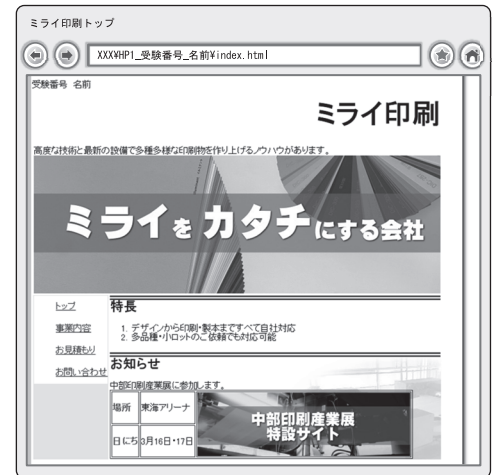 ミライ印刷トップ
XXX¥HP1_受験番号_名前¥index.html
受験番号 名前
ミライ印刷
高度な技術と最新の設備で多種多様な印刷物を作り上げるノウハウがあります。
ミライをカタチにする会社
トップ
事業内容
お見積もり
お問い合わせ
特長
1. デザインから印刷・製本まですべて自社対応
2. 多品種・小ロットのご依頼でも対応可能
お知らせ
中部印刷産業展に参加します。
場所 東海アリーナ
日にち 3月16日・17日
中部印刷産業展
特設サイト